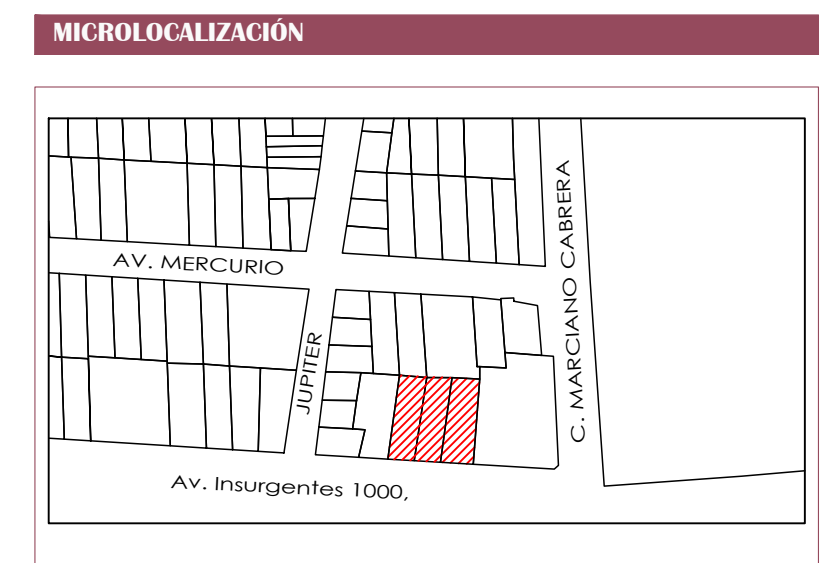 MICROLOCALIZACIÓN
AV. MERCURIO
C. MARCIANO CABRERA
JUPITER
Av. Insurgentes 1000,